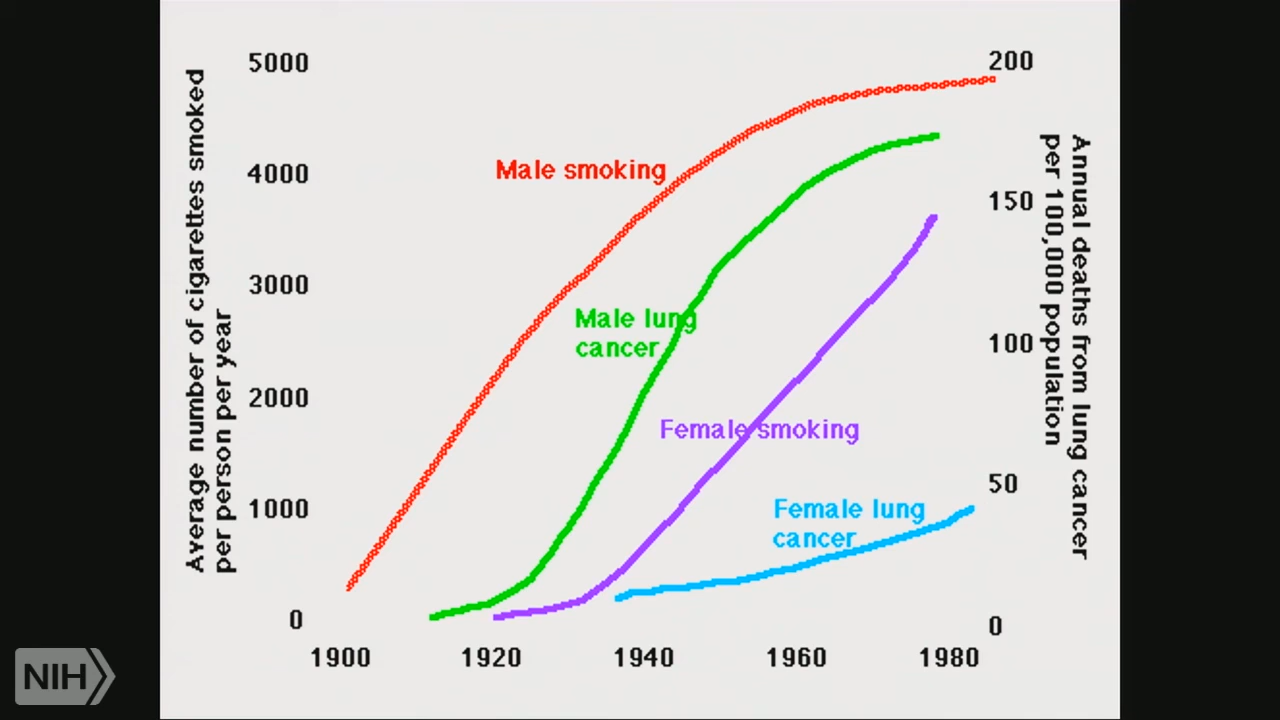 Average number of cigarettes smoked
per person per year
5000
4000
3000
2000
1000
0
Male smoking
Male lung
cancer
Female smoking
Female lung
cancer
200
150
100
50
0
Annual deaths from lung cancer
per 100,000 population
1900 1920 1940 1960 1980
NIH